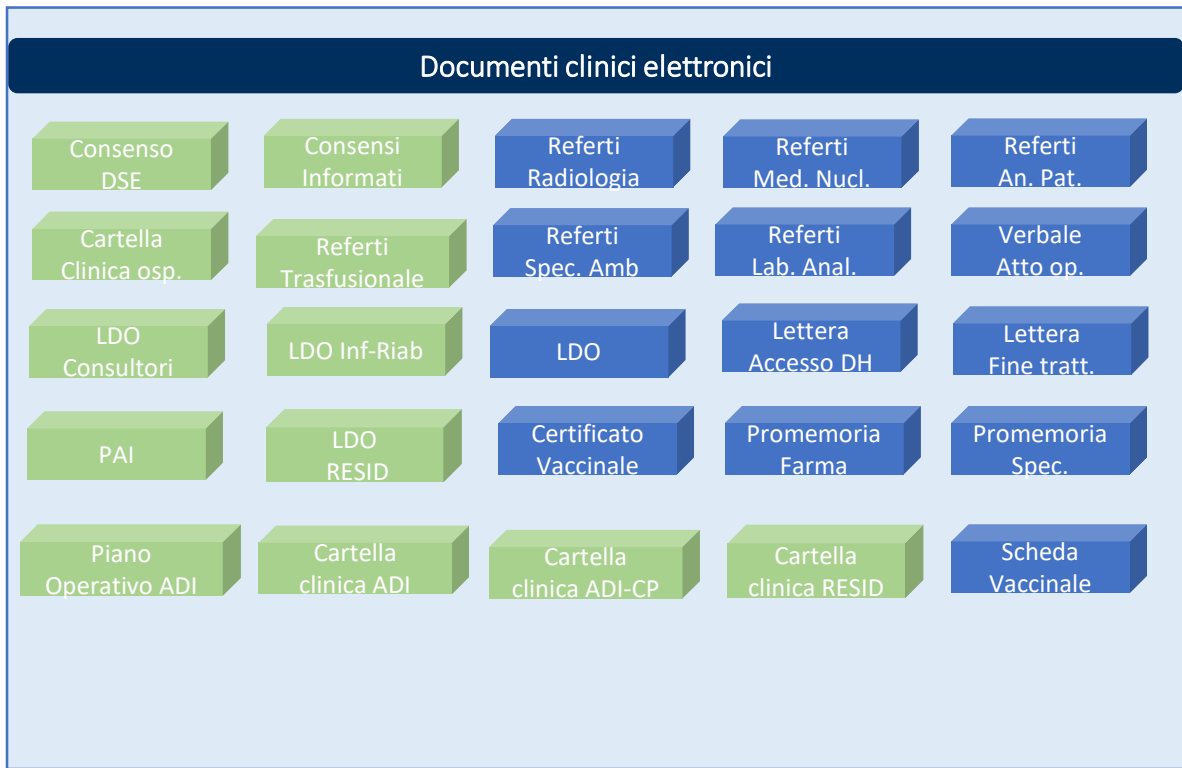 Documenti clinici elettronici
Consenso
DSE
Consensi
Informati
Referti
Radiologia
Referti
Med. Nucl.
Referti
An. Pat.
Cartella
Clinica osp.
Referti
Trasfusionale
Referti
Spec. Amb
Referti
Lab. Anal.
Verbale
Atto op.
LDO
Consultori
LDO Inf-Riab
LDO
Lettera
Accesso DH
Lettera
Fine tratt.
PAI
LDO
RESID
Certificato
Vaccinale
Promemoria
Farma
Promemoria
Spec.
Piano
Operativo ADI
Cartella
clinica ADI
Cartella
clinica ADI-CP
Cartella
clinica RESID
Scheda
Vaccinale